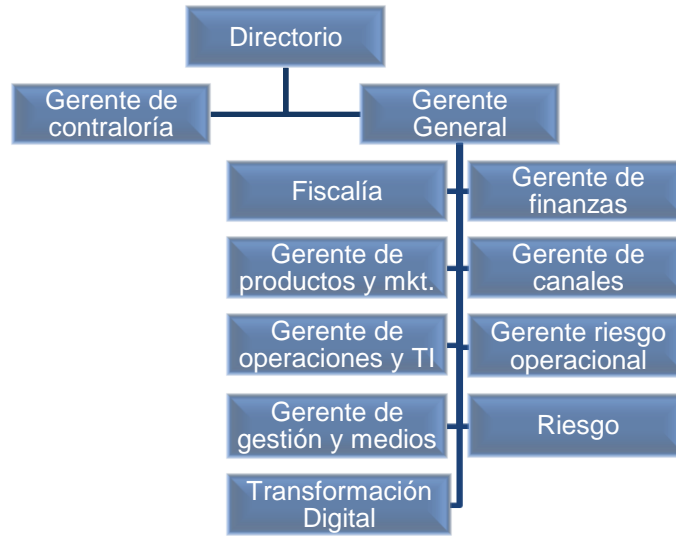 Directorio
Gerente de
contraloría
Gerente
General
Fiscalía
Gerente de
finanzas
Gerente de
productos y mkt.
Gerente de
canales
Gerente de
operaciones y TI
Gerente riesgo
operacional
Gerente de
gestión y medios
Riesgo
Transformación
Digital